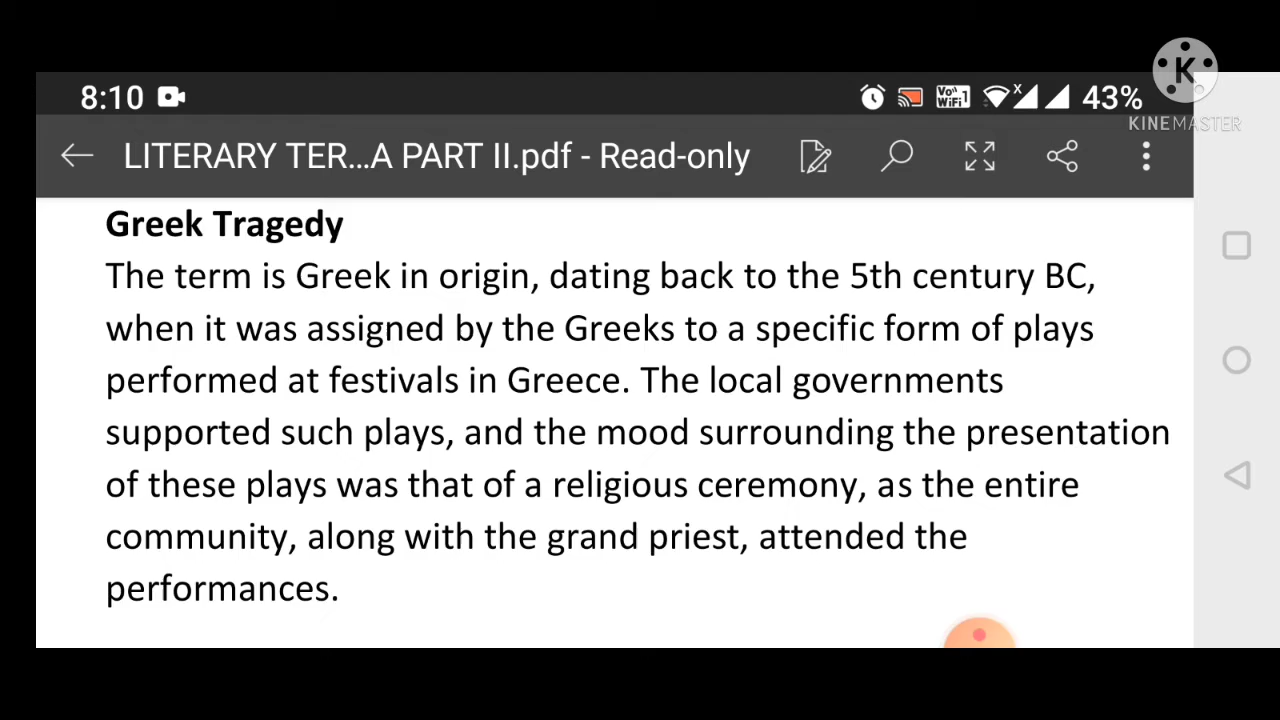 8:10
Vo)) WiFi1
x
43%
K
KINEMASTER
LITERARY TER...A PART II.pdf - Read-only
Greek Tragedy
The term is Greek in origin, dating back to the 5th century BC,
when it was assigned by the Greeks to a specific form of plays
performed at festivals in Greece. The local governments
supported such plays, and the mood surrounding the presentation
of these plays was that of a religious ceremony, as the entire
community, along with the grand priest, attended the
performances.